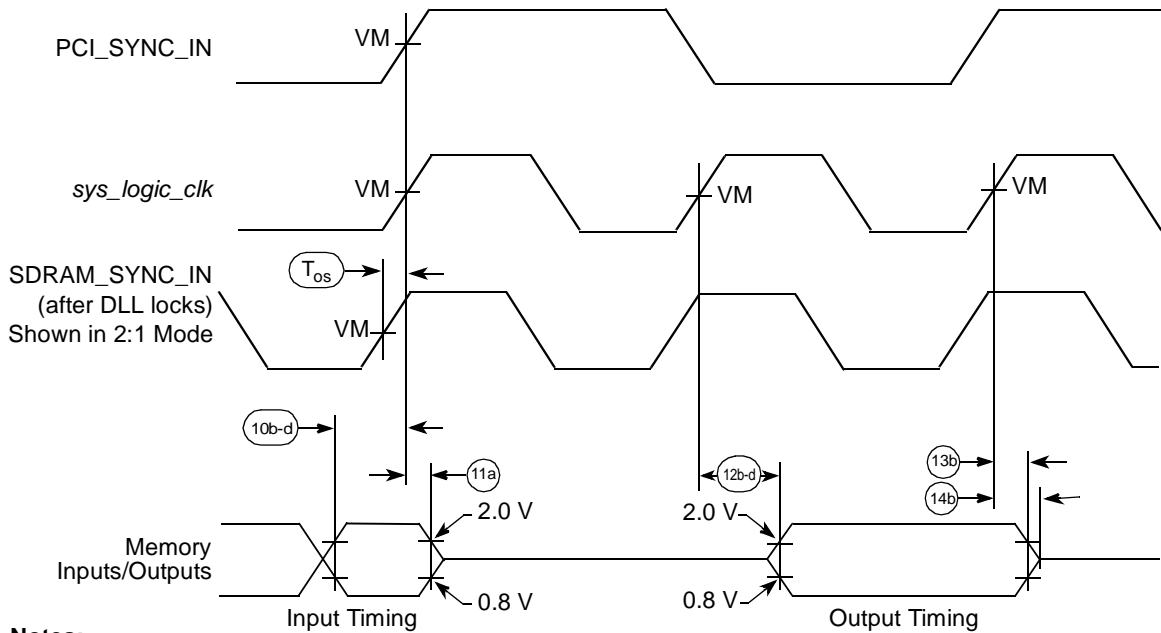 PCI_SYNC_IN
VM
sys_logic_clk
VM
VM
VM
Tos
SDRAM_SYNC_IN
(after DLL locks)
Shown in 2:1 Mode
VM
10b-d
11a
12b-d
13b
14b
2.0 V
2.0 V
Memory
Inputs/Outputs
0.8 V
0.8 V
Input Timing
Output Timing
Notes: